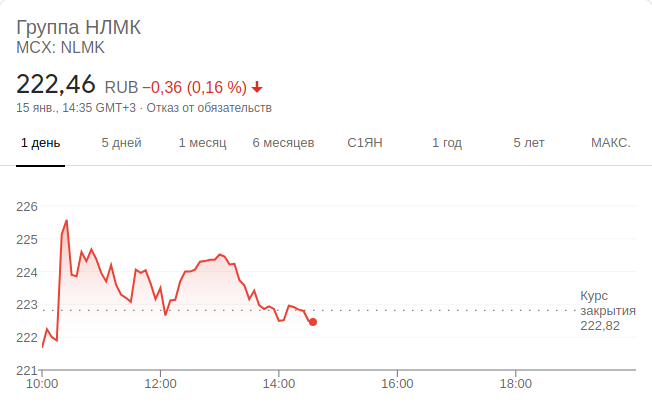 Группа НЛМК
MCX: NLMK
222,46 RUB −0,36 (0,16 %)
15 янв., 14:35 GMT+3 · Отказ от обязательств
1 день 5 дней 1 месяц 6 месяцев С1ЯН 1 год 5 лет МАКС.
226
225
224
223
222
221
Курс
закрытия
222,82
10:00 12:00 14:00 16:00 18:00